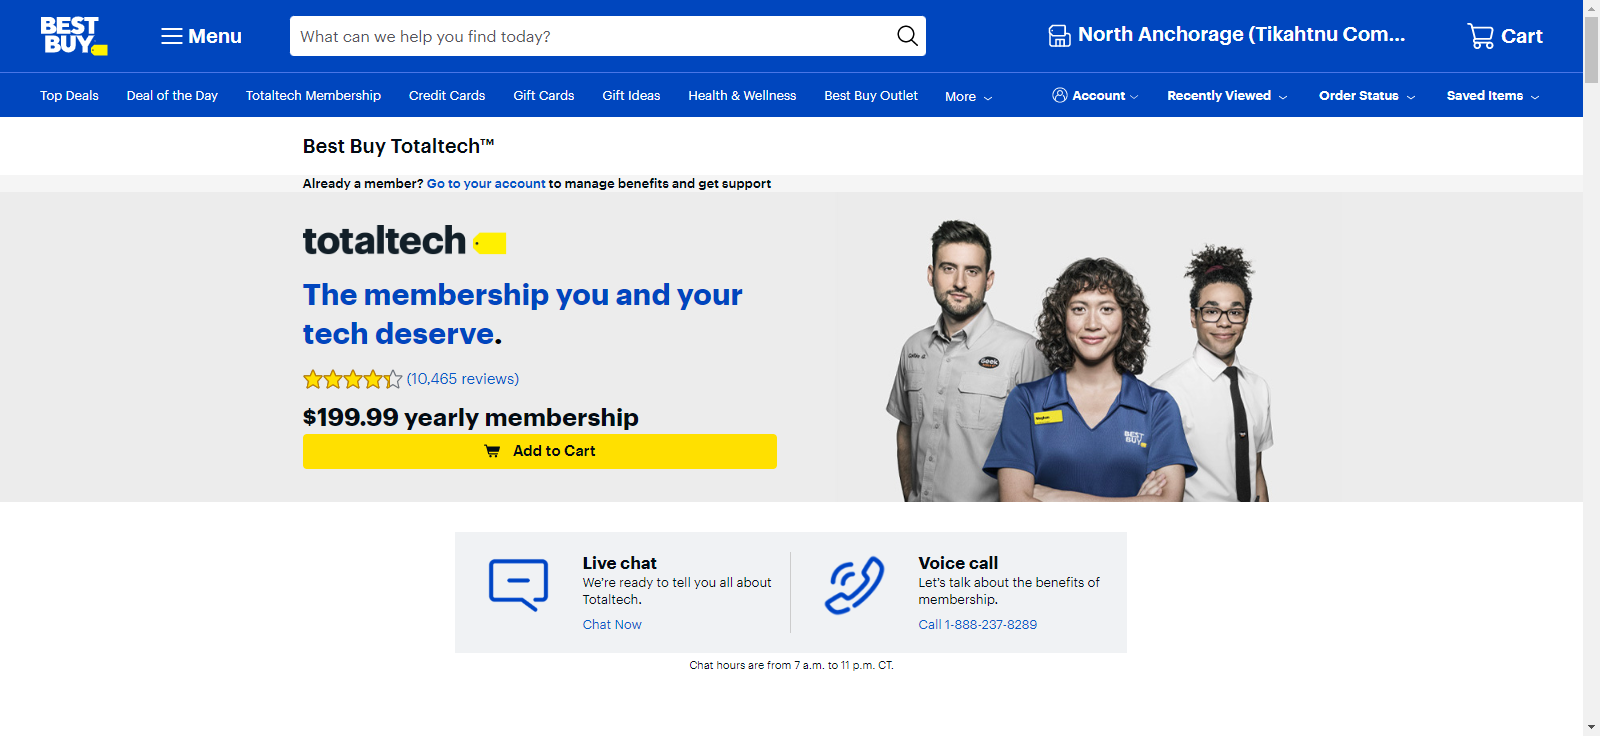 BEST
BUY
Menu
What can we help you find today?
North Anchorage (Tikahtnu Com...
Cart
Top Deals
Deal of the Day
Totaltech Membership
Credit Cards
Gift Cards
Gift Ideas
Health & Wellness
Best Buy Outlet
More
Account
Recently Viewed
Order Status
Saved Items
Best Buy Totaltech™
Already a member? Go to your account to manage benefits and get support
totaltech
The membership you and your
tech deserve.
(10,465 reviews)
$199.99 yearly membership
Add to Cart
Geek
BEST
BUY
Live chat
We're ready to tell you all about
Totaltech.
Chat Now
Voice call
Let's talk about the benefits of
membership.
Call 1-888-237-8289
Chat hours are from 7 a.m. to 11 p.m. CT.